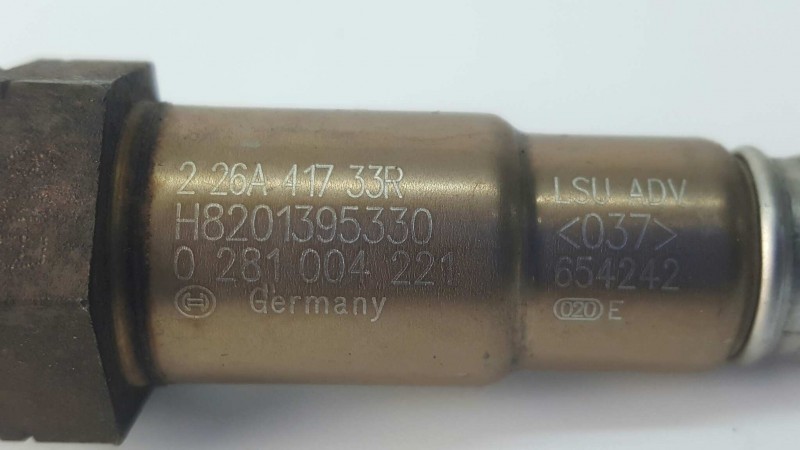 2 26A 417 33R
H8201395330
0 281 004 221
Germany
LSU ADV
<037>
654242
020 E